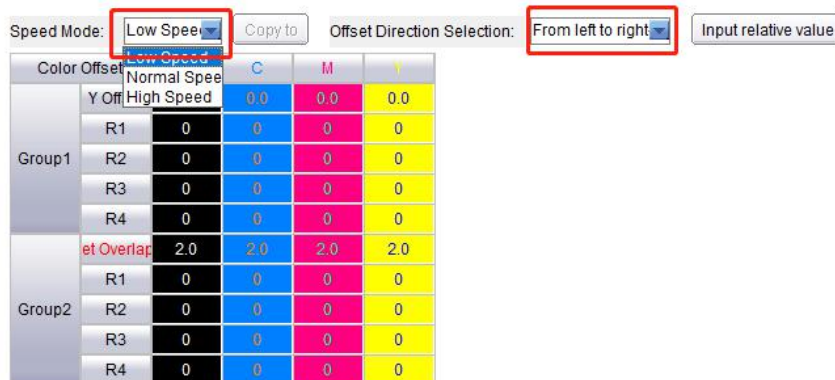 Speed Mode: Low Speed Copy to Offset Direction Selection: From left to right Input relative value
Low Speed
Normal Spee
High Speed
Color Offset C M Y
Y Off 0.0 0.0 0.0
Group1
R1 0 0 0 0
R2 0 0 0 0
R3 0 0 0 0
R4 0 0 0 0
Group2
et Overlap 2.0 2.0 2.0 2.0
R1 0 0 0 0
R2 0 0 0 0
R3 0 0 0 0
R4 0 0 0 0